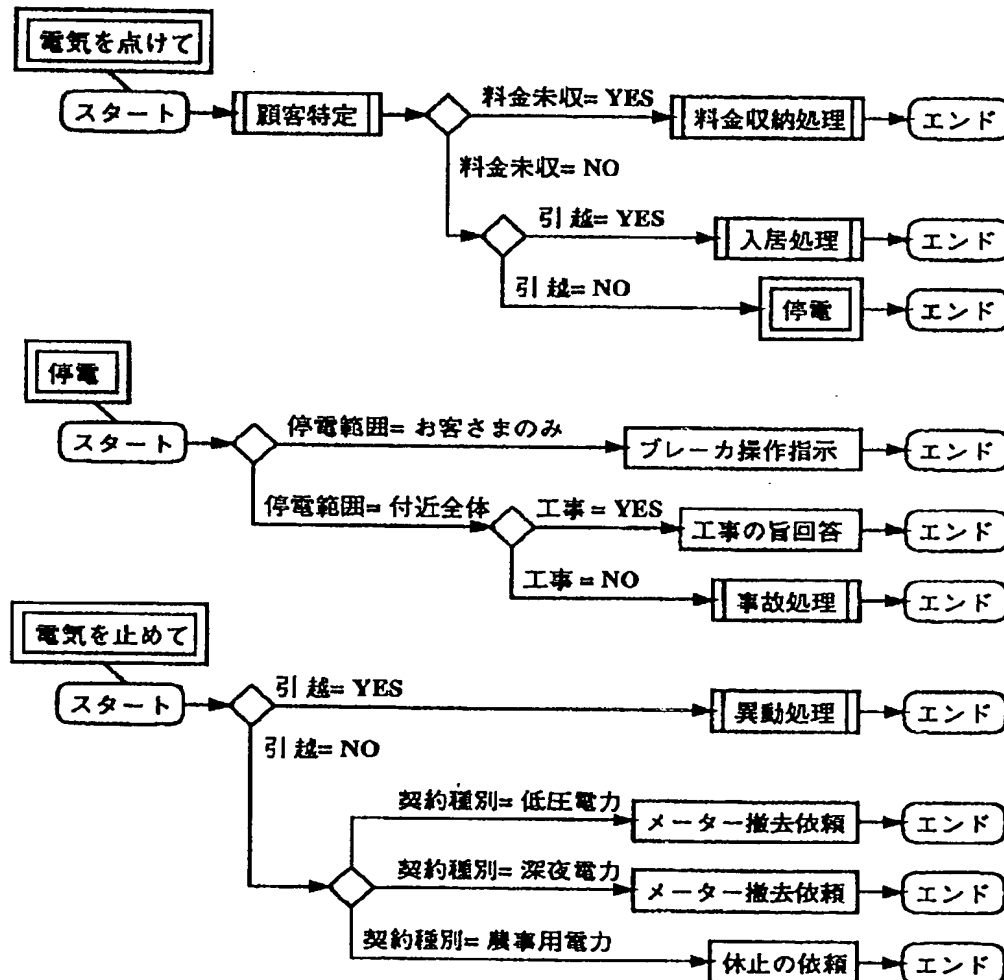 電気を点けて
スタート
顧客特定
料金未収= YES
料金収納処理
エンド
料金未収= NO
引越= YES
入居処理
エンド
引越= NO
停電
エンド
停電
スタート
停電範囲= お客さまのみ
ブレーカ操作指示
エンド
停電範囲= 付近全体
工事 = YES
工事の旨回答
エンド
工事 = NO
事故処理
エンド
電気を止めて
スタート
引越= YES
異動処理
エンド
引越= NO
契約種別= 低圧電力
メーター撤去依頼
エンド
契約種別= 深夜電力
メーター撤去依頼
エンド
契約種別= 農事用電力
休止の依頼
エンド